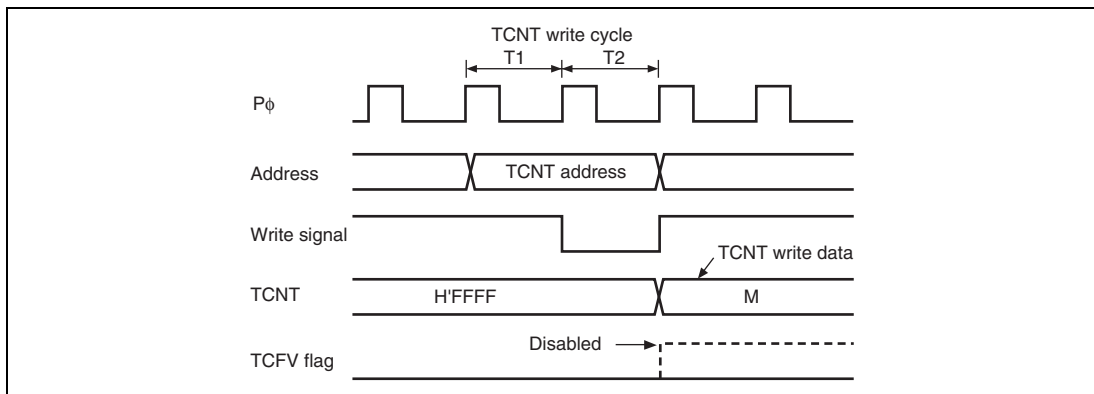 TCNT write cycle
T1 T2
Pϕ
Address TCNT address
Write signal
TCNT write data
TCNT H'FFFF M
Disabled
TCFV flag